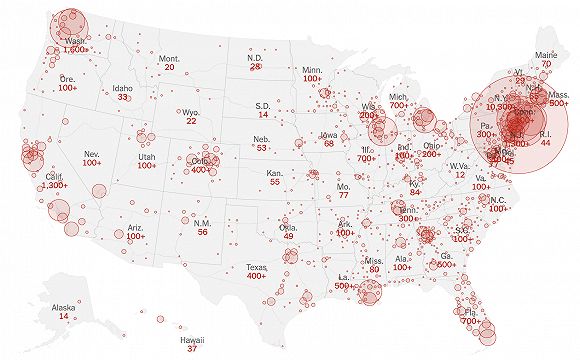 Wash.
1,600+
Mont.
20
N.D.
28
Minn.
100+
Maine
70
Ore.
100+
Idaho
33
Wyo.
22
S.D.
14
Wis.
200+
Mich.
700+
Vt.
29
N.H.
N.Y.
10,300+
Mass.
500+
Conn.
R.I.
44
Pa.
300+
N.J.
1,300+
Nev.
100+
Utah
100+
Colo.
400+
Neb.
53
Iowa
68
Ill.
700+
Ind.
100+
Ohio
200+
W.Va.
12
Calif.
1,300+
Kan.
55
Mo.
77
Ky.
84
Va.
100+
Ariz.
100+
N.M.
56
Okla.
49
Ark.
100+
Tenn.
300+
N.C.
100+
S.C.
100+
Texas
400+
La.
500+
Miss.
80
Ala.
100+
Ga.
500+
Fla.
700+
Alaska
14
Hawaii
37